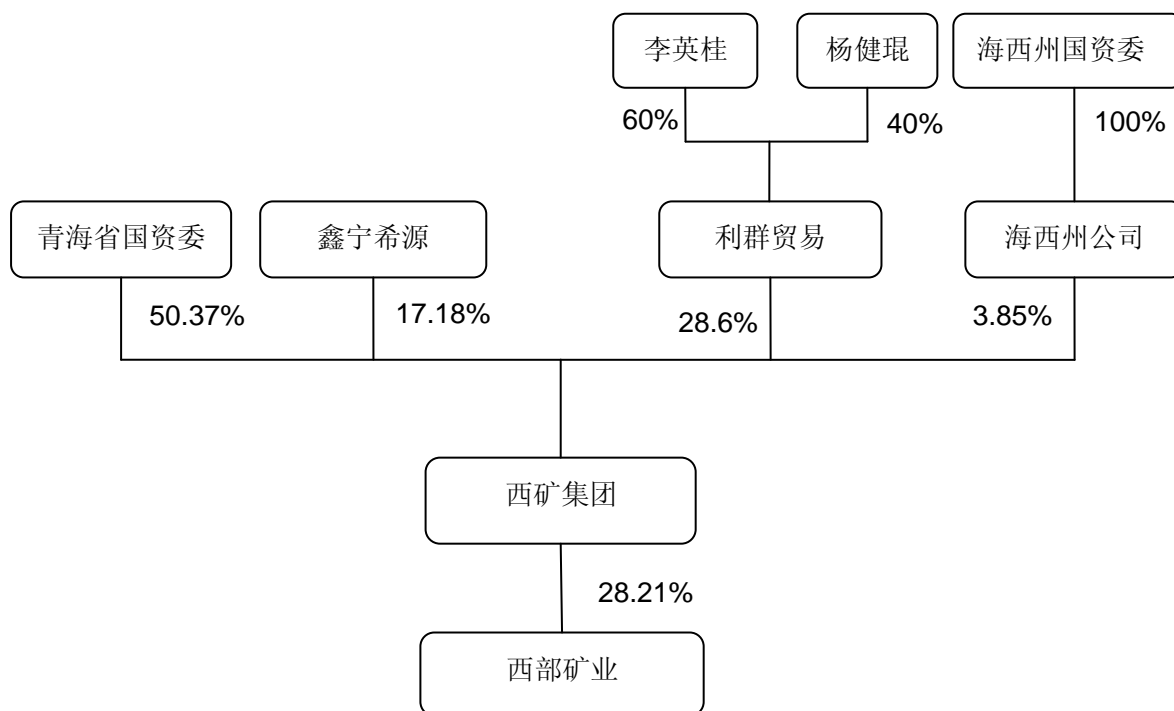 李英桂
杨健琨
海西州国资委
60%
40%
100%
青海省国资委
鑫宁希源
利群贸易
海西州公司
50.37%
17.18%
28.6%
3.85%
西矿集团
28.21%
西部矿业